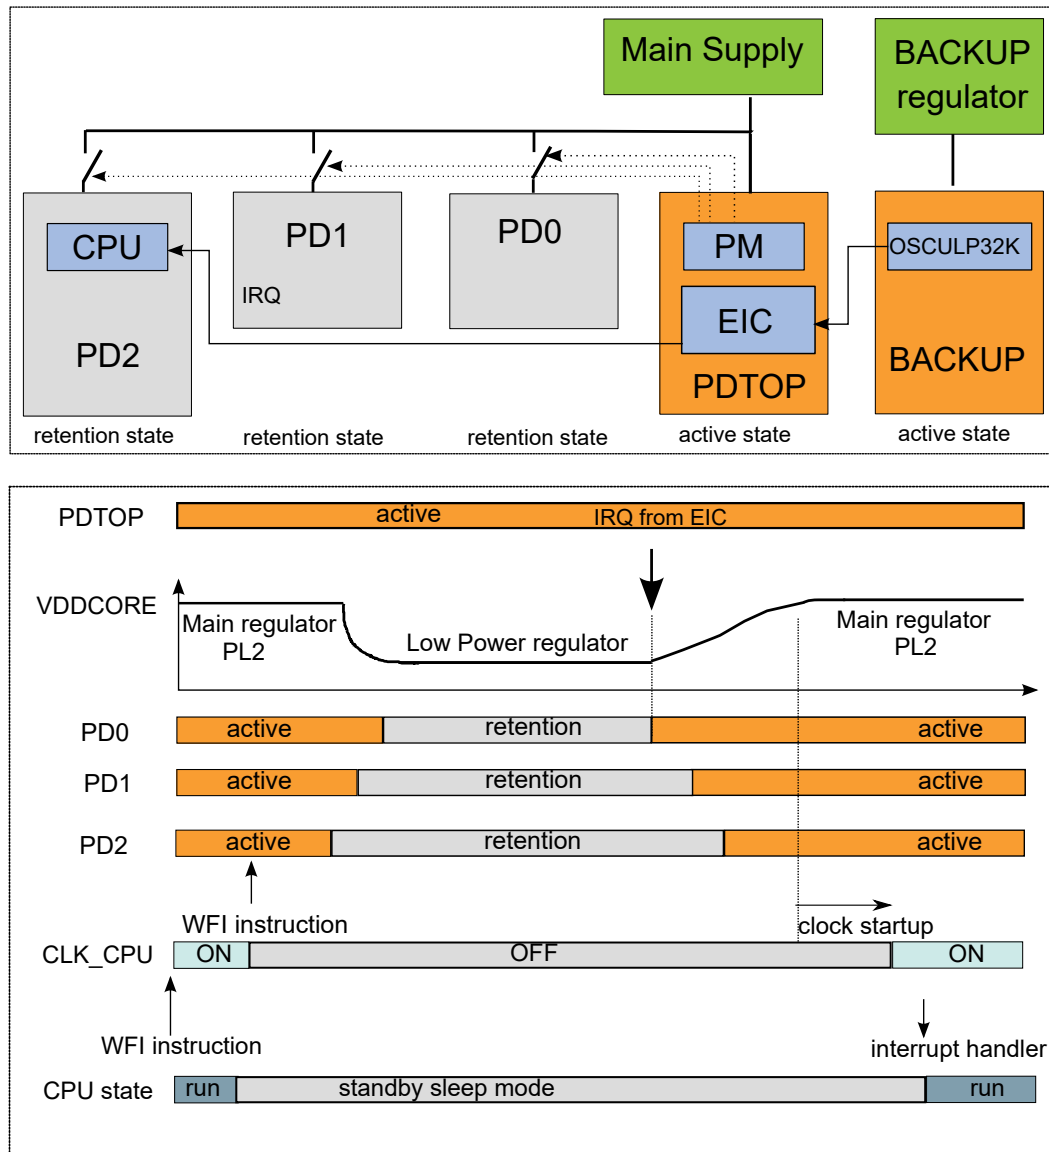 Main Supply
BACKUP
regulator
CPU
PD2
PD1
IRQ
PD0
PM
EIC
PDTOP
OSCULP32K
BACKUP
retention state
retention state
retention state
active state
active state
PDTOP
active
IRQ from EIC
VDDCORE
Main regulator
PL2
Low Power regulator
Main regulator
PL2
PD0
active
retention
active
PD1
active
retention
active
PD2
active
retention
active
WFI instruction
clock startup
CLK_CPU
ON
OFF
ON
WFI instruction
interrupt handler
CPU state
run
standby sleep mode
run